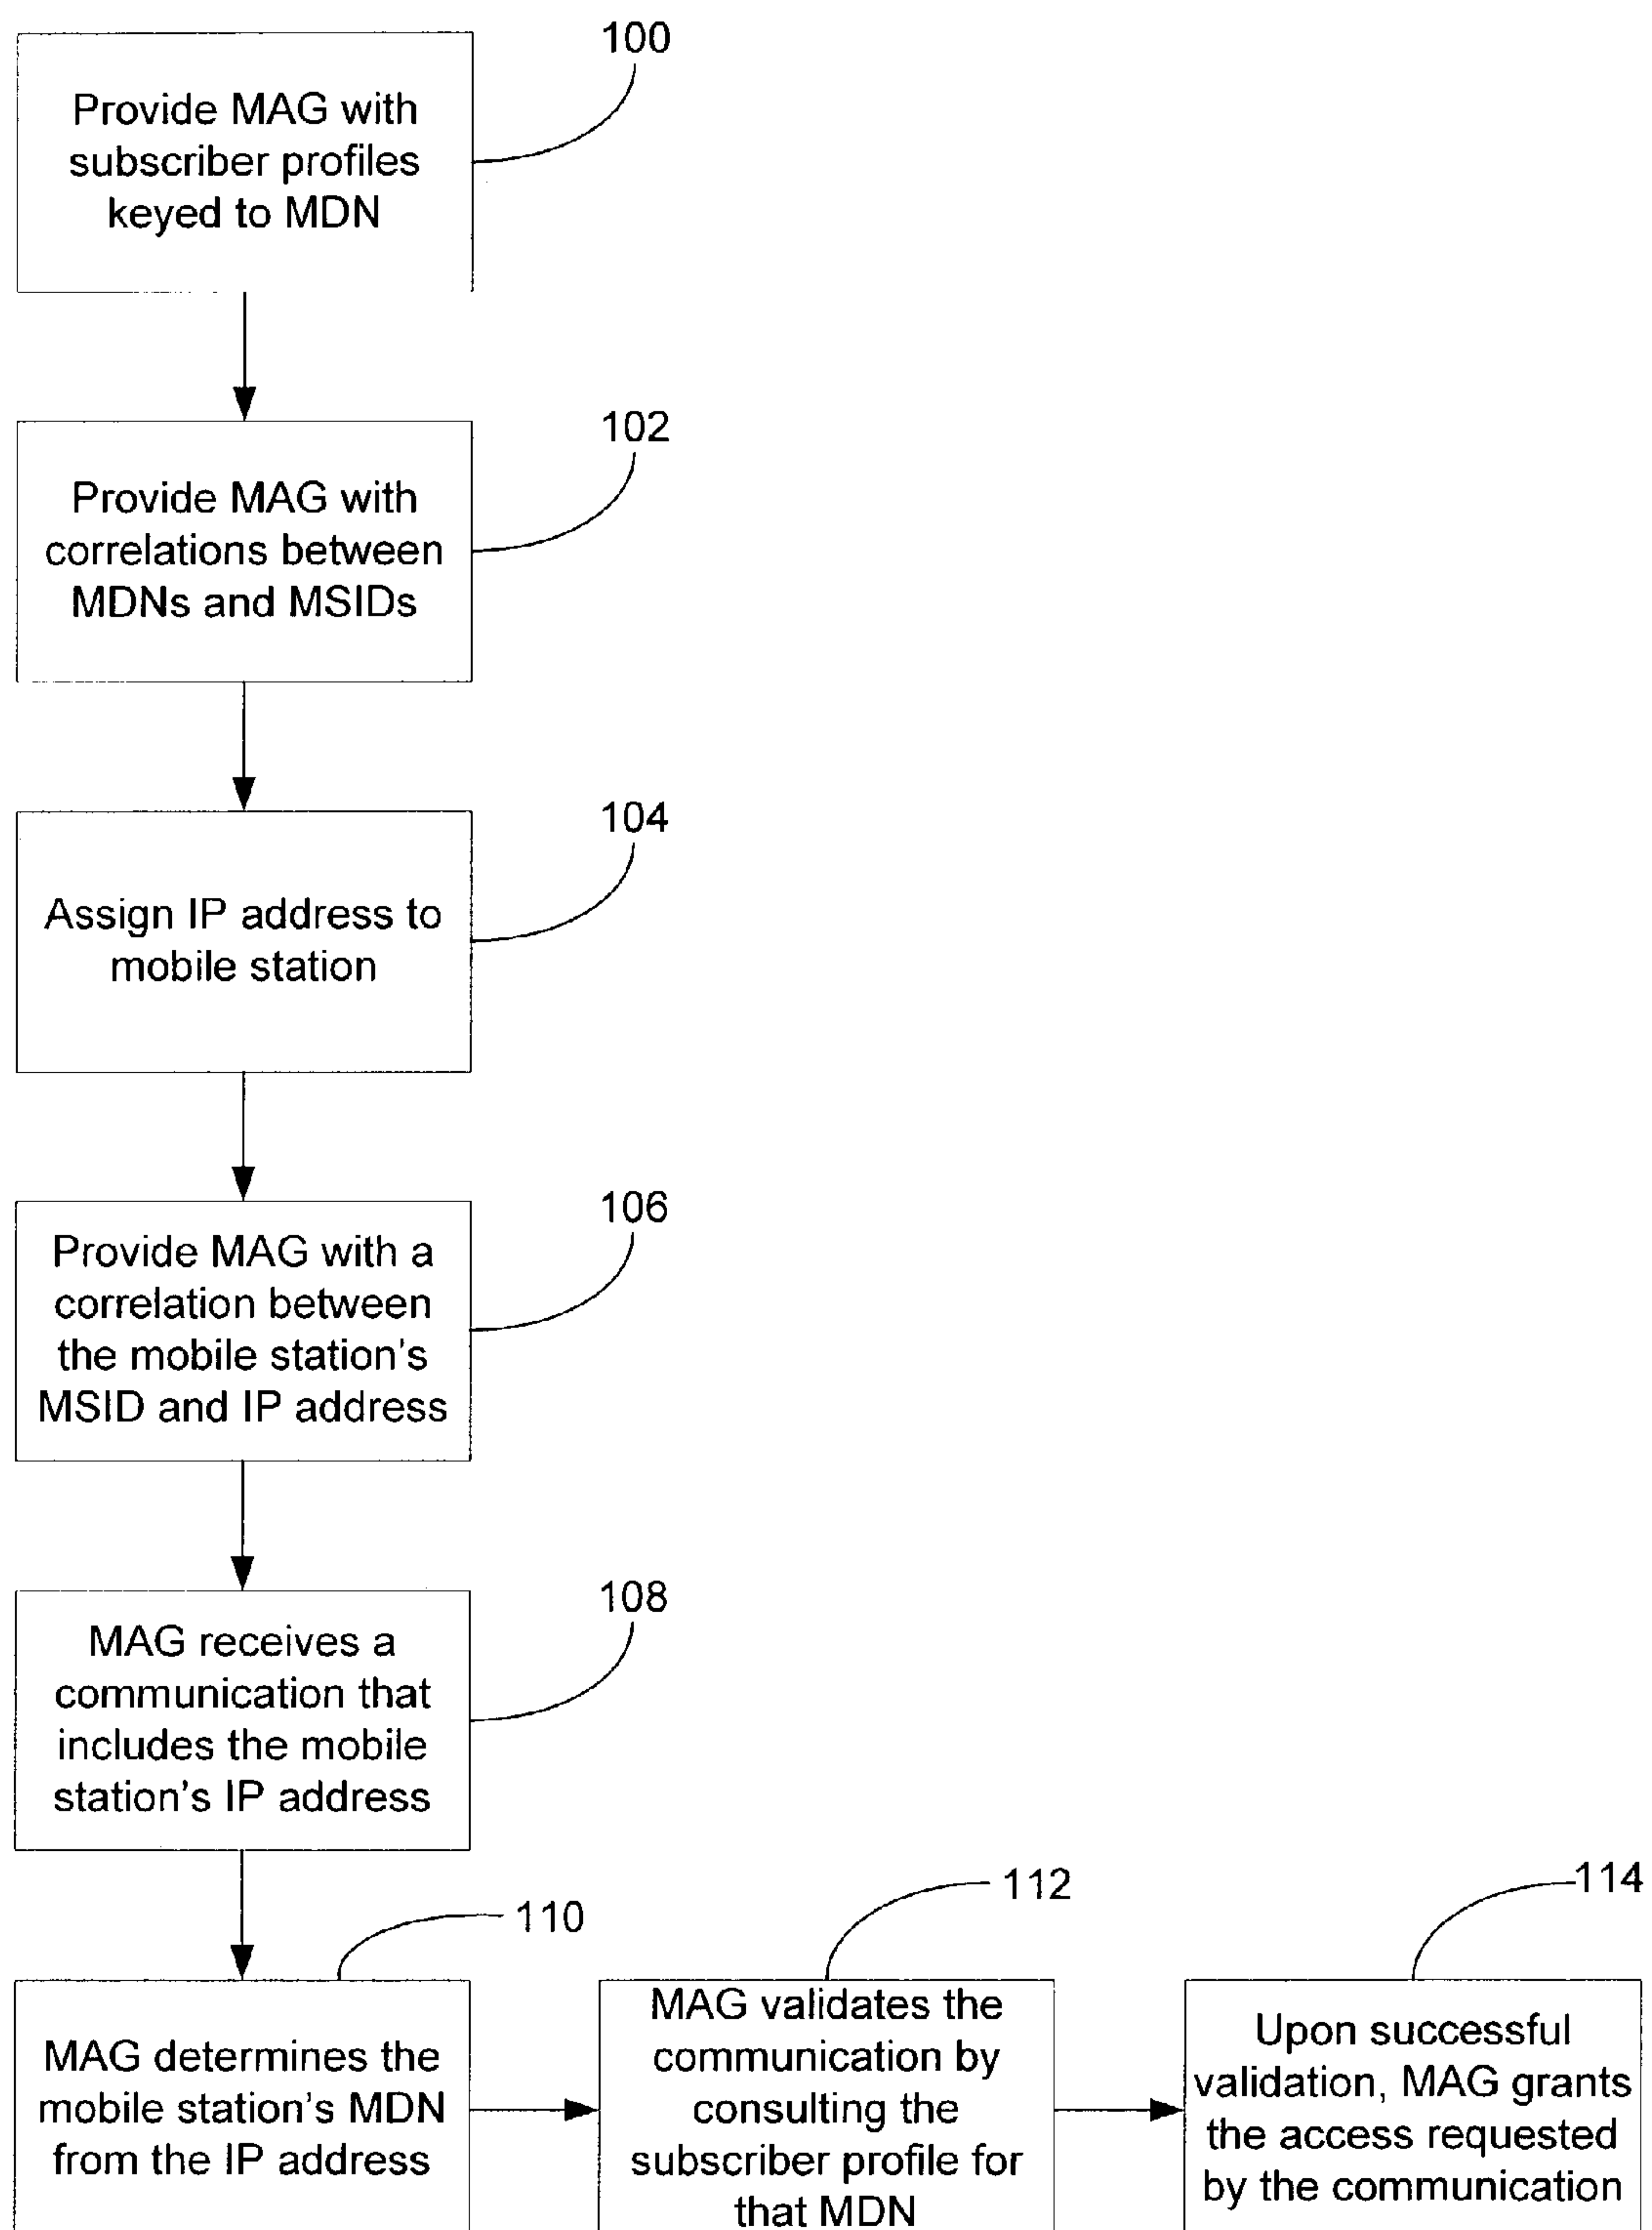 100
Provide MAG with
subscriber profiles
keyed to MDN
102
Provide MAG with
correlations between
MDNs and MSIDs
104
Assign IP address to
mobile station
106
Provide MAG with a
correlation between
the mobile station's
MSID and IP address
108
MAG receives a
communication that
includes the mobile
station's IP address
110
MAG determines the
mobile station's MDN
from the IP address
112
MAG validates the
communication by
consulting the
subscriber profile for
that MDN
114
Upon successful
validation, MAG grants
the access requested
by the communication